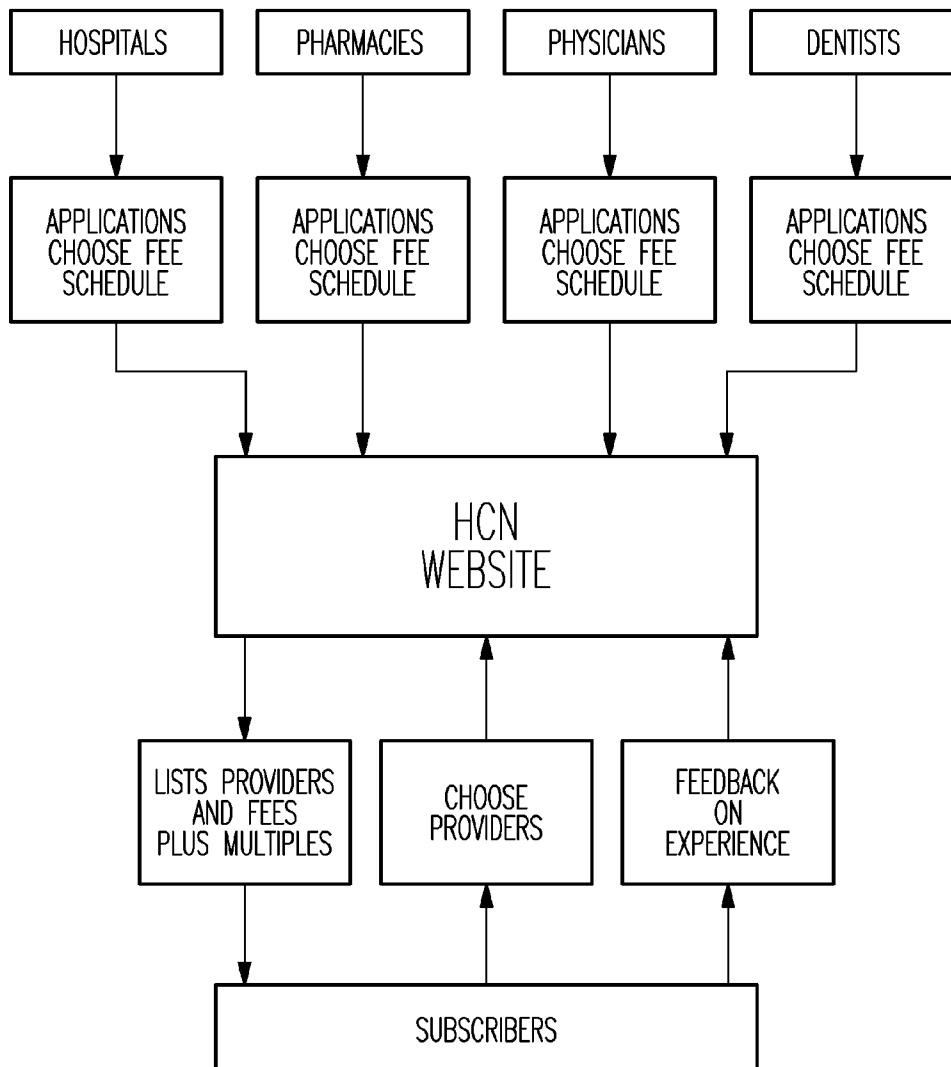 HOSPITALS
PHARMACIES
PHYSICIANS
DENTISTS
APPLICATIONS
CHOOSE FEE
SCHEDULE
APPLICATIONS
CHOOSE FEE
SCHEDULE
APPLICATIONS
CHOOSE FEE
SCHEDULE
APPLICATIONS
CHOOSE FEE
SCHEDULE
HCN
WEBSITE
LISTS PROVIDERS
AND FEES
PLUS MULTIPLES
CHOOSE
PROVIDERS
FEEDBACK
ON
EXPERIENCE
SUBSCRIBERS